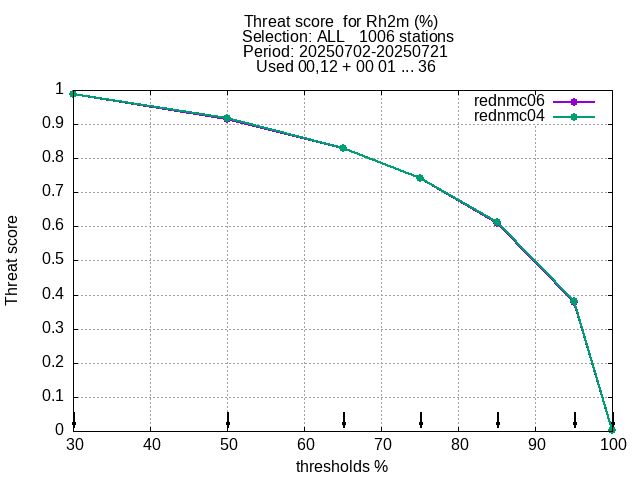 Threat score  for Rh2m (%)
Selection: ALL   1006 stations
Period: 20250702-20250721
Used 00,12 + 00 01 ... 36
rednmc06
rednmc04
1
0.9
0.8
0.7
0.6
0.5
0.4
0.3
0.2
0.1
0
Threat score
30 40 50 60 70 80 90 100
thresholds %